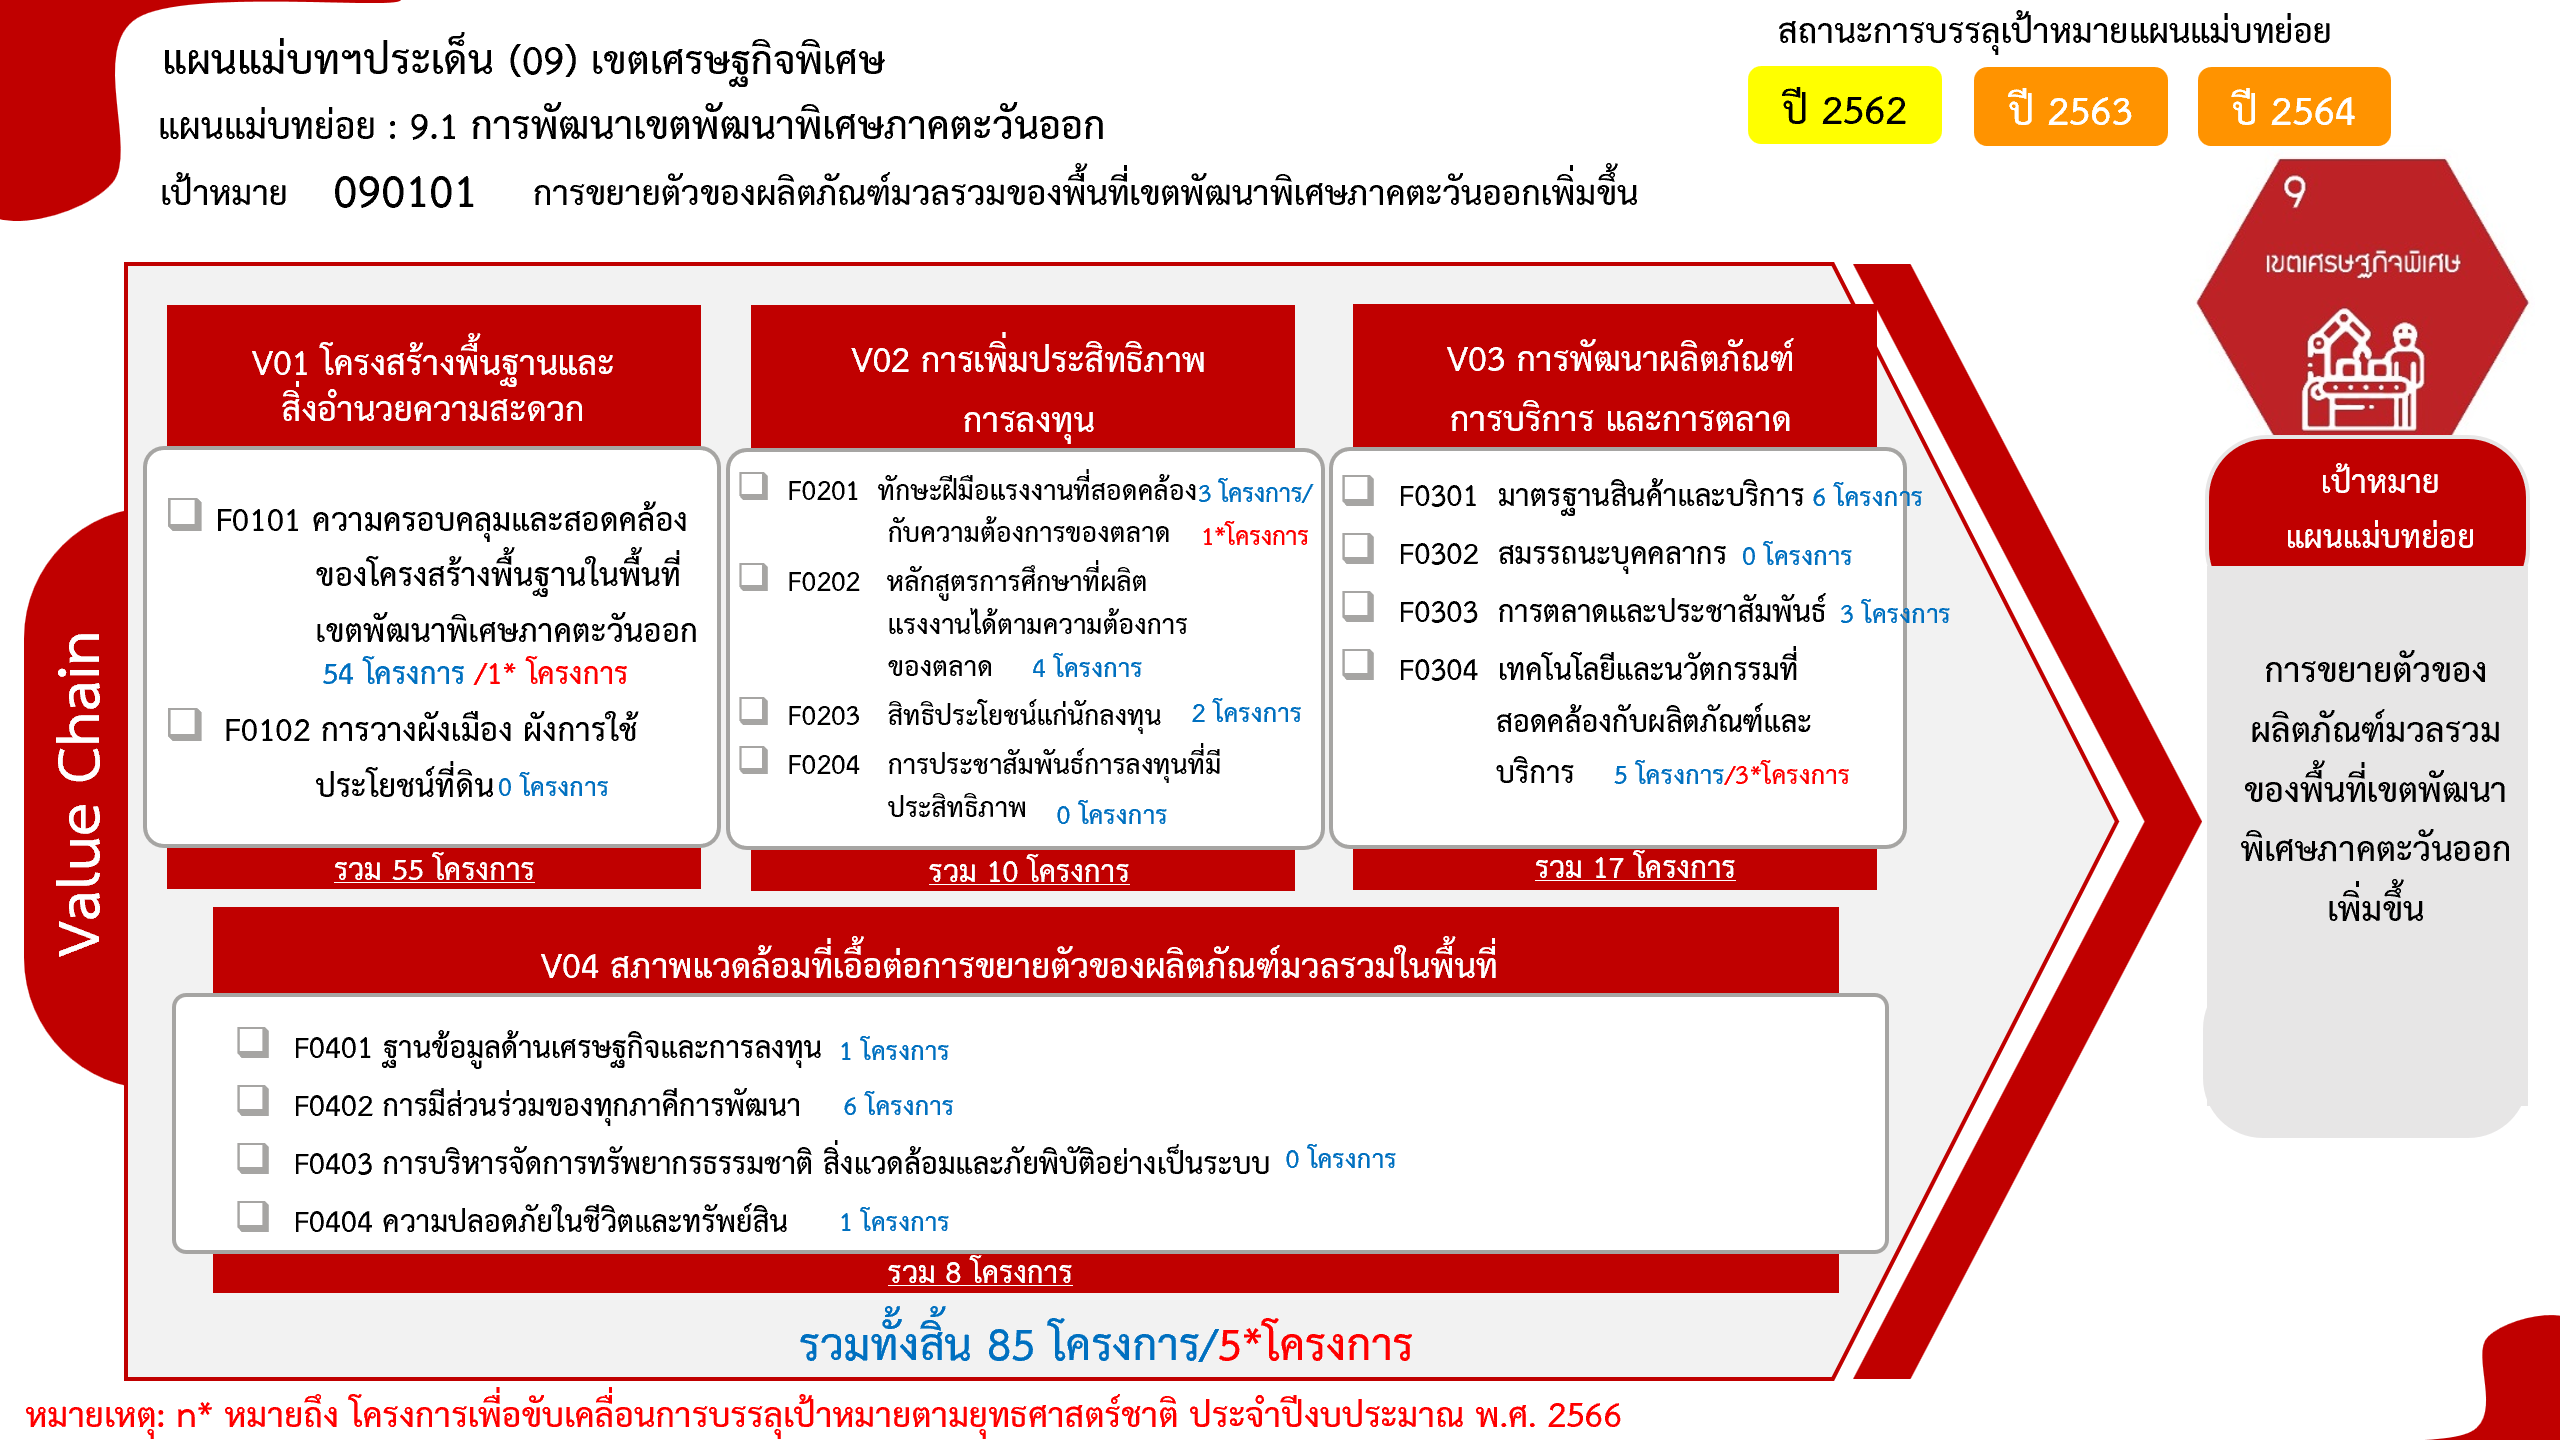 สถานะการบรรลุเป้าหมายแผนแม่บทย่อย
แผนแม่บทฯประเด็น (09) เขตเศรษฐกิจพิเศษ
ปี 2562 ปี 2563 ปี 2564
แผนแม่บทย่อย : 9.1 การพัฒนาเขตพัฒนาพิเศษภาคตะวันออก
เป้าหมาย 090101 การขยายตัวของผลิตภัณฑ์มวลรวมของพื้นที่เขตพัฒนาพิเศษภาคตะวันออกเพิ่มขึ้น
9
เขตเศรษฐกิจพิเศษ
Value Chain
V01 โครงสร้างพื้นฐานและ
สิ่งอำนวยความสะดวก
F0101 ความครอบคลุมและสอดคล้อง
ของโครงสร้างพื้นฐานในพื้นที่
เขตพัฒนาพิเศษภาคตะวันออก
54 โครงการ /1* โครงการ
F0102 การวางผังเมือง ผังการใช้
ประโยชน์ที่ดิน 0 โครงการ
รวม 55 โครงการ
V02 การเพิ่มประสิทธิภาพ
การลงทุน
F0201 ทักษะฝีมือแรงงานที่สอดคล้อง 3 โครงการ/
กับความต้องการของตลาด 1*โครงการ
F0202 หลักสูตรการศึกษาที่ผลิต
แรงงานได้ตามความต้องการ
ของตลาด 4 โครงการ
F0203 สิทธิประโยชน์แก่นักลงทุน 2 โครงการ
F0204 การประชาสัมพันธ์การลงทุนที่มี
ประสิทธิภาพ 0 โครงการ
รวม 10 โครงการ
V03 การพัฒนาผลิตภัณฑ์
การบริการ และการตลาด
F0301 มาตรฐานสินค้าและบริการ 6 โครงการ
F0302 สมรรถนะบุคคลากร 0 โครงการ
F0303 การตลาดและประชาสัมพันธ์ 3 โครงการ
F0304 เทคโนโลยีและนวัตกรรมที่
สอดคล้องกับผลิตภัณฑ์และ
บริการ 5 โครงการ/3*โครงการ
รวม 17 โครงการ
V04 สภาพแวดล้อมที่เอื้อต่อการขยายตัวของผลิตภัณฑ์มวลรวมในพื้นที่
F0401 ฐานข้อมูลด้านเศรษฐกิจและการลงทุน 1 โครงการ
F0402 การมีส่วนร่วมของทุกภาคีการพัฒนา 6 โครงการ
F0403 การบริหารจัดการทรัพยากรธรรมชาติ สิ่งแวดล้อมและภัยพิบัติอย่างเป็นระบบ 0 โครงการ
F0404 ความปลอดภัยในชีวิตและทรัพย์สิน 1 โครงการ
รวม 8 โครงการ
รวมทั้งสิ้น 85 โครงการ/5*โครงการ
เป้าหมาย
แผนแม่บทย่อย
การขยายตัวของ
ผลิตภัณฑ์มวลรวม
ของพื้นที่เขตพัฒนา
พิเศษภาคตะวันออก
เพิ่มขึ้น
หมายเหตุ: n* หมายถึง โครงการเพื่อขับเคลื่อนการบรรลุเป้าหมายตามยุทธศาสตร์ชาติ ประจำปีงบประมาณ พ.ศ. 2566